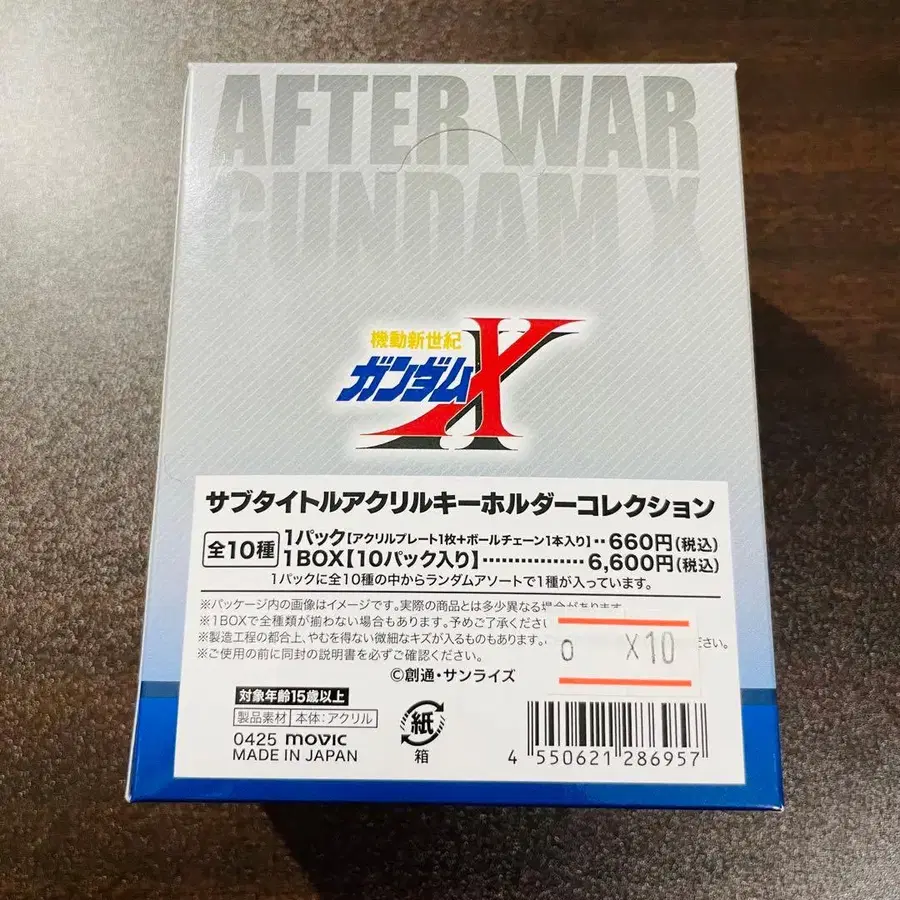 AFTER WAR
GUNDAM X
機動新世紀
ガンダムX
サブタイトルアクリルキーホルダーコレクション
全10種
1パック【アクリルプレート1枚+ボールチェーン1本入り】‥660円(税込)
1BOX【10パック入り】················6,600円(税込)
1パックに全10種の中からランダムアソートで1種が入っています。
※パッケージ内の画像はイメージです。実際の商品とは多少異なる場合があります。
※1BOXで全種類が揃わない場合もあります。予めご了承くださ
※製造工程の都合上、やむを得ない微細なキズが入るものもあります。 ださい。
※ご使用の前に同封の説明書を必ずご確認ください。
0 X10
©創通・サンライズ
対象年齢15歳以上
製品素材 本体:アクリル
0425 movic
MADE IN JAPAN
紙
箱
4 550621 286957